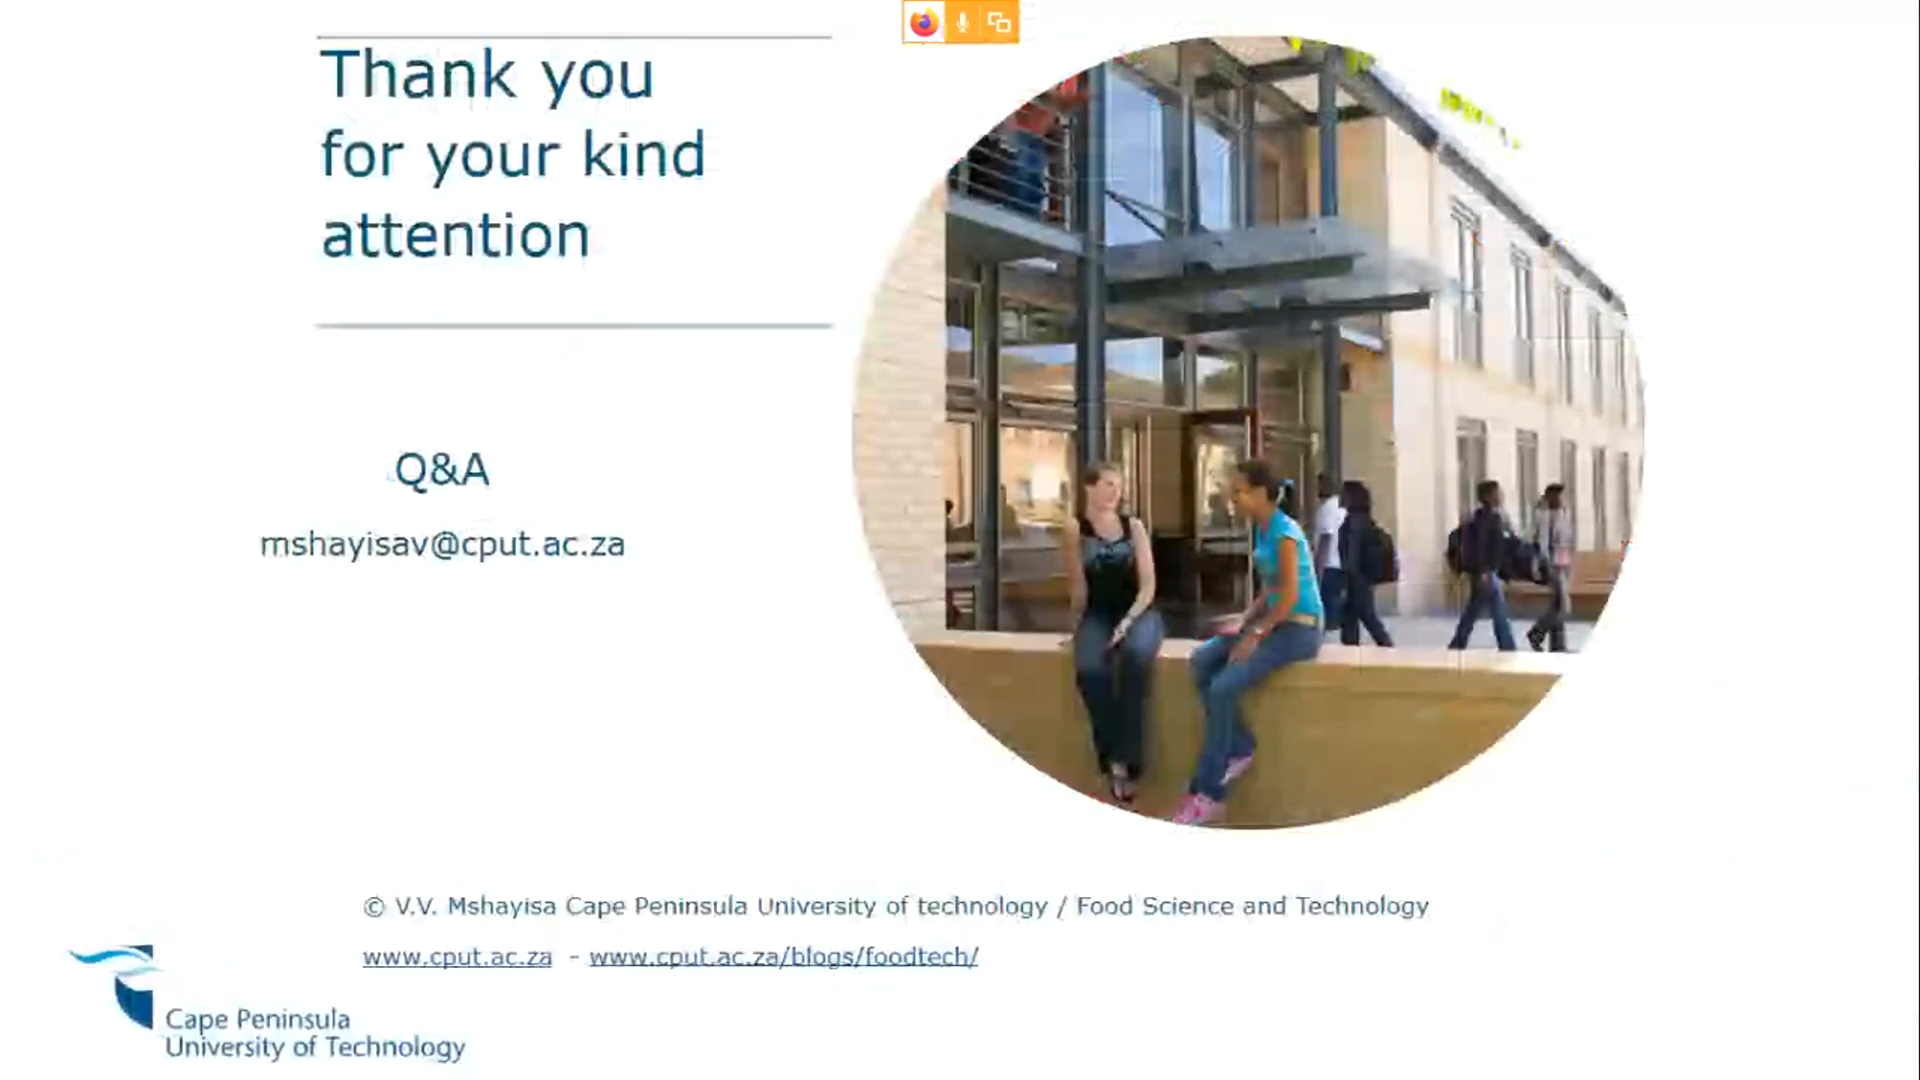 Thank you
for your kind
attention
Q&A
mshayisav@cput.ac.za
© V.V. Mshayisa Cape Peninsula University of technology / Food Science and Technology
www.cput.ac.za - www.cput.ac.za/blogs/foodtech/
Cape Peninsula
University of Technology